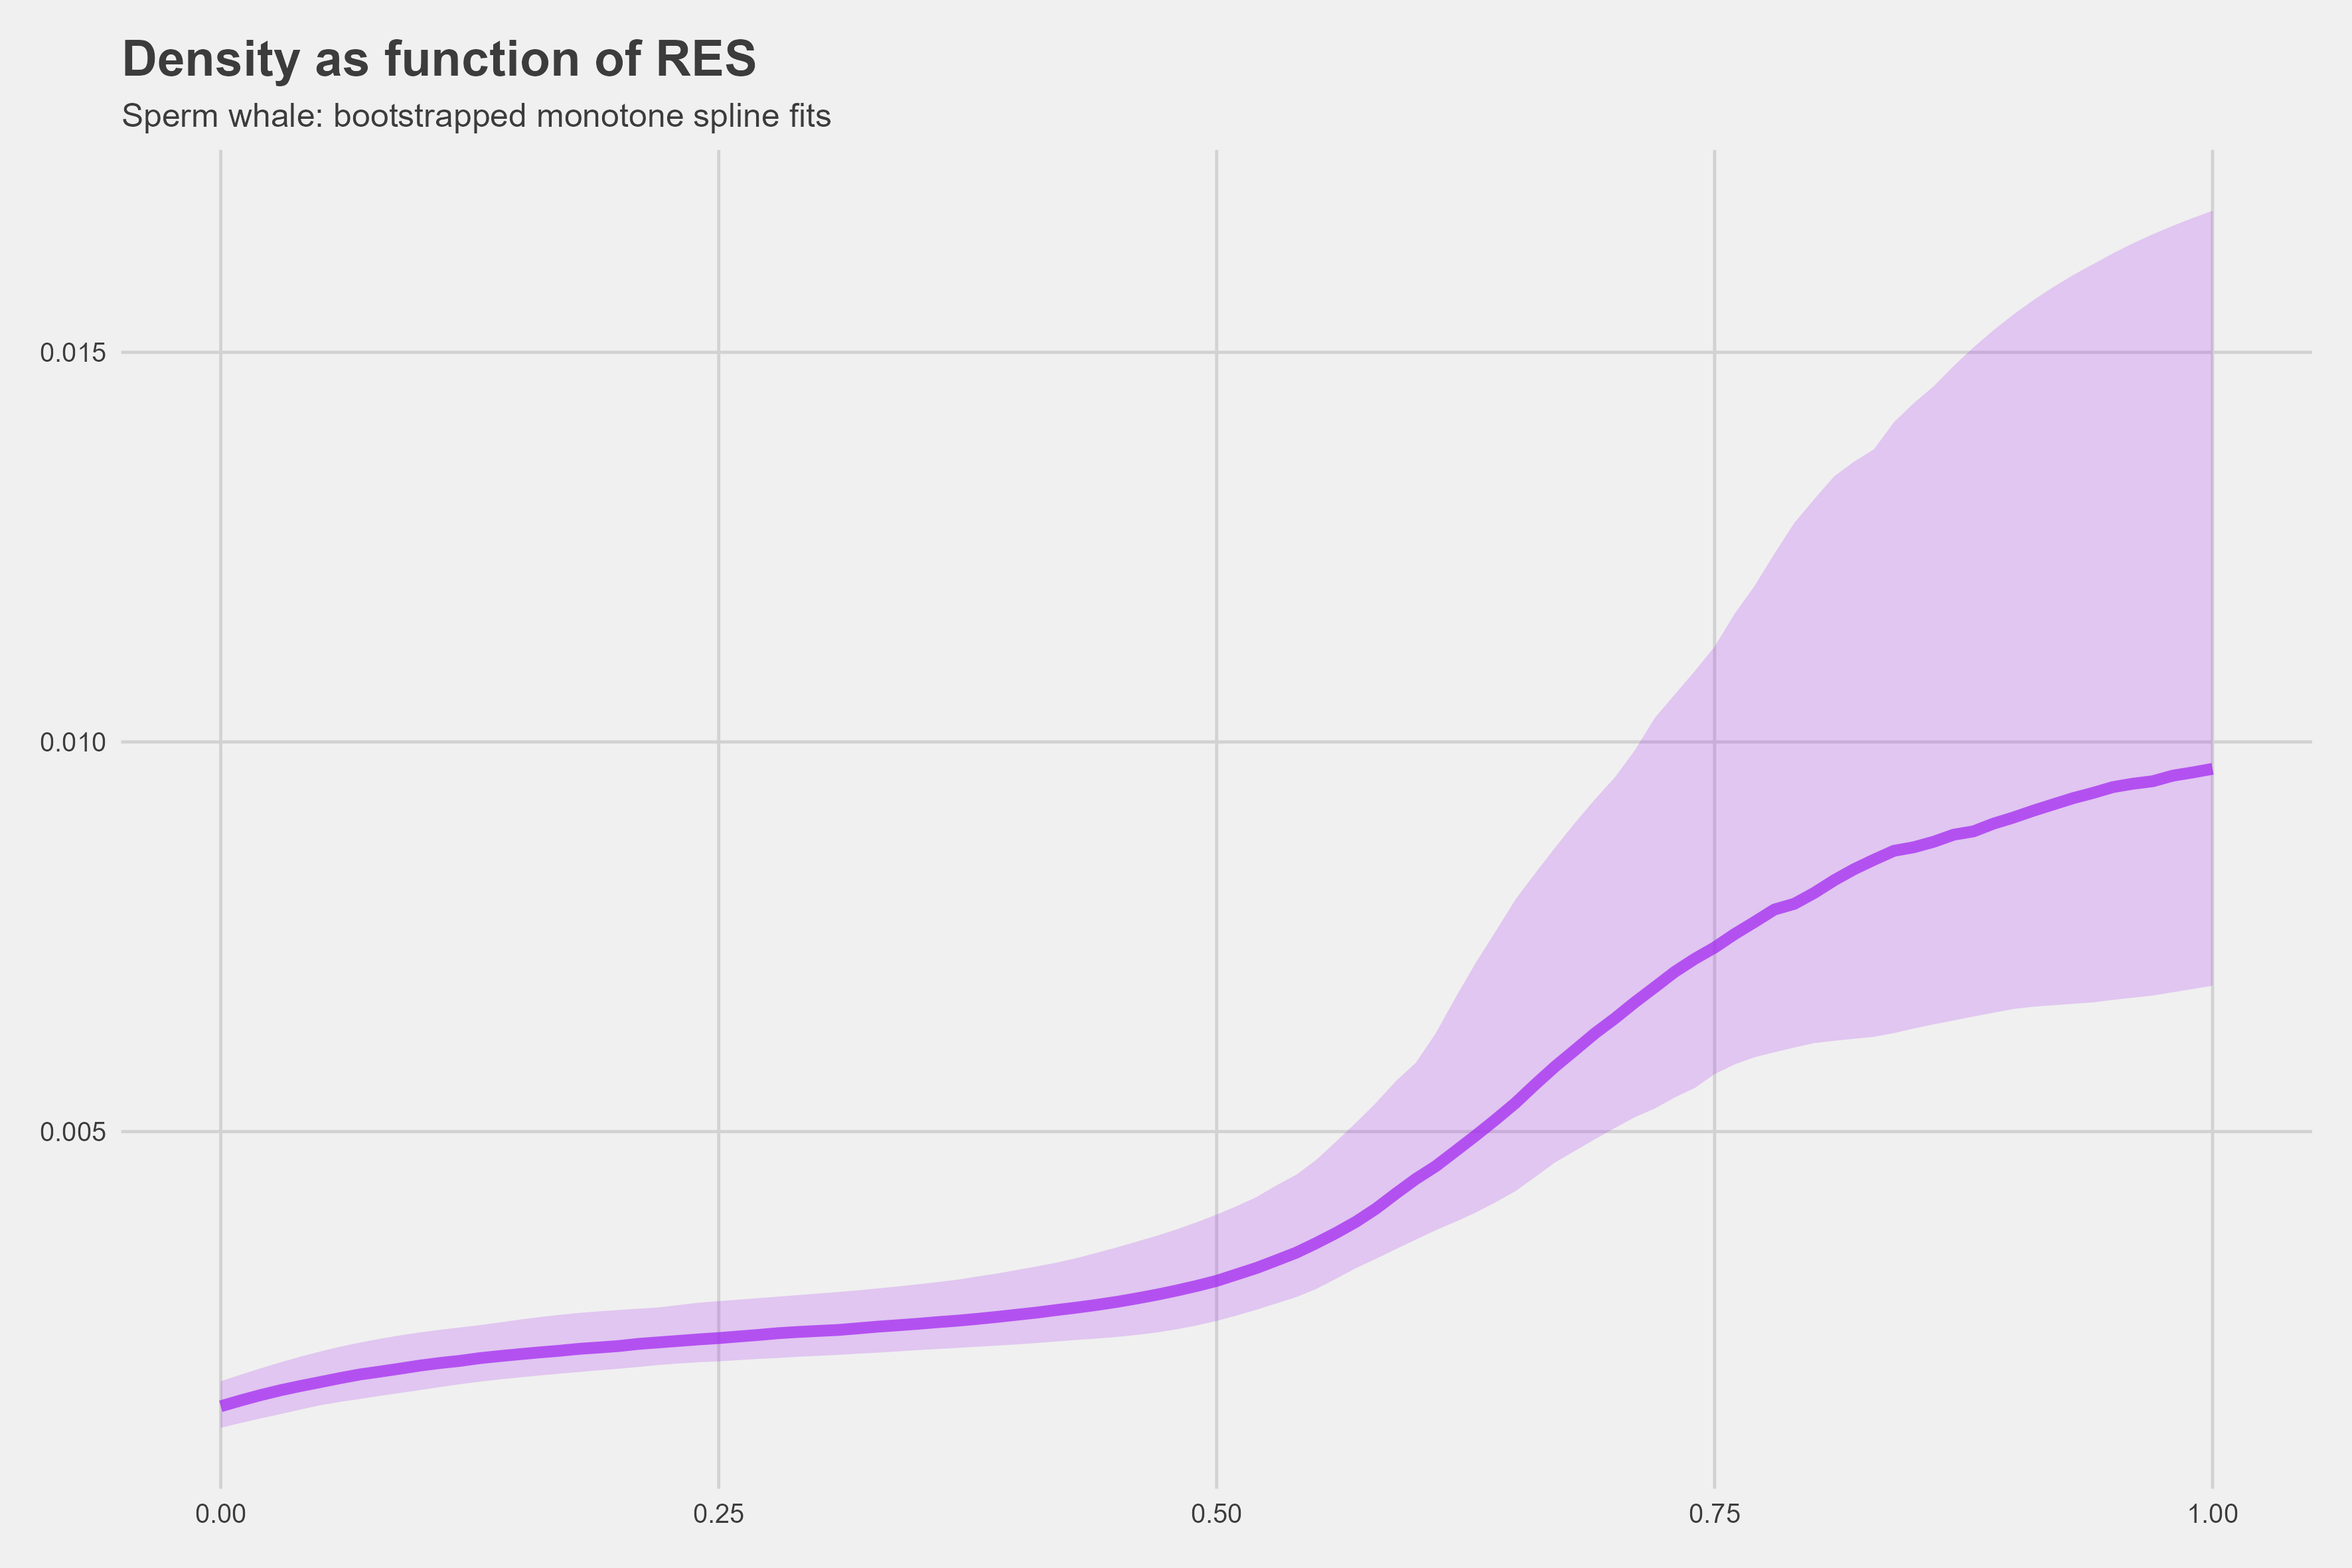 Density as function of RES
Sperm whale: bootstrapped monotone spline fits
0.015
0.010
0.005
0.00 0.25 0.50 0.75 1.00